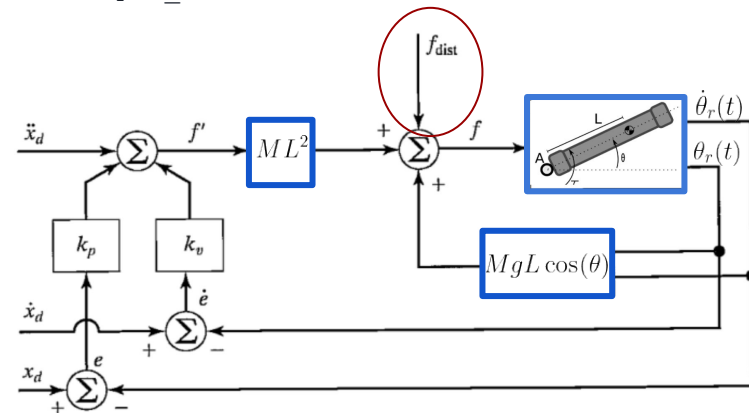 f_dist
L
θ̇_r(t)
ẍ_d
Σ
f′
ML²
+
Σ
f
A
τ
θ
θ_r(t)
+
k_p
k_v
MgL cos(θ)
ẋ_d
ė
Σ
+
−
e
x_d
Σ
+
−